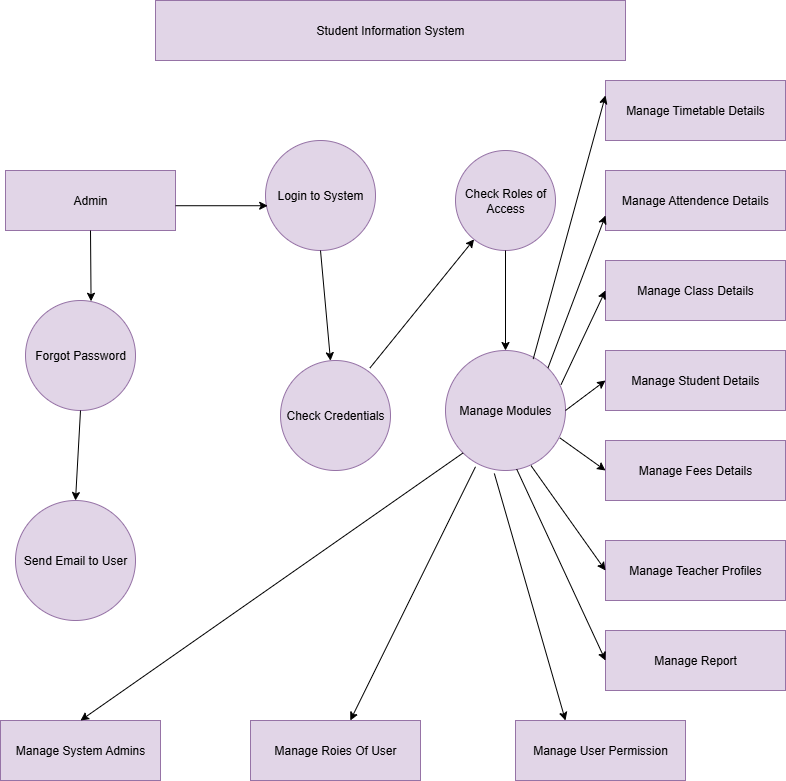 Student Information System
Manage Timetable Details
Admin
Login to System
Check Roles of
Access
Manage Attendence Details
Manage Class Details
Forgot Password
Check Credentials
Manage Modules
Manage Student Details
Manage Fees Details
Send Email to User
Manage Teacher Profiles
Manage Report
Manage System Admins
Manage Roies Of User
Manage User Permission